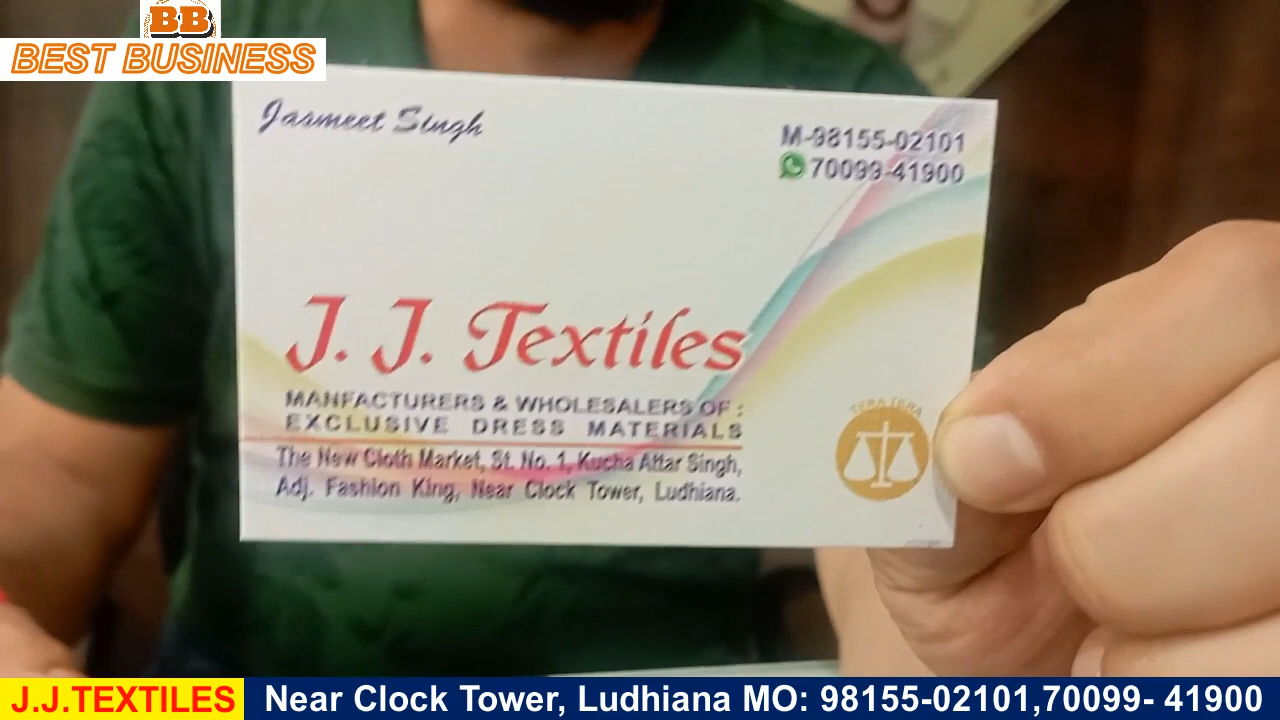 BB
BEST BUSINESS
Jasmeet Singh
M-98155-02101
70099-41900
J. J. Textiles
MANFACTURERS & WHOLESALERS OF :
EXCLUSIVE DRESS MATERIALS
The New Cloth Market, St. No. 1, Kucha Attar Singh,
Adj. Fashion King, Near Clock Tower, Ludhiana.
TERA TERA
J.J.TEXTILES
Near Clock Tower, Ludhiana MO: 98155-02101,70099- 41900